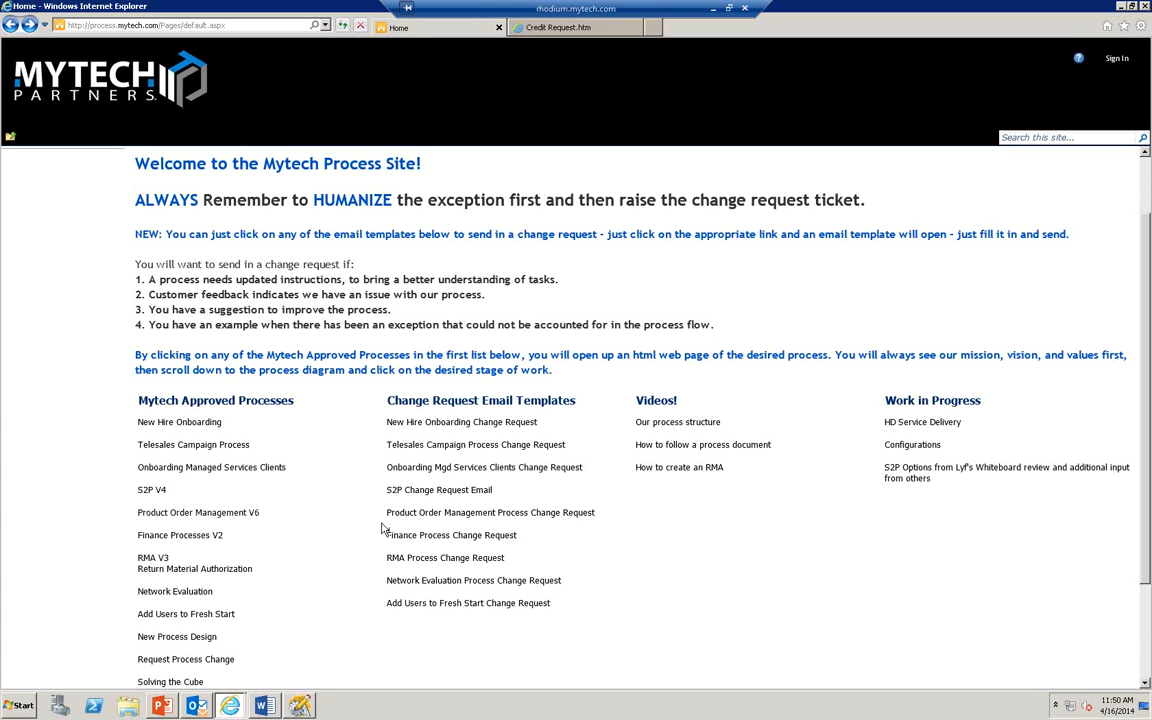 Home - Windows Internet Explorer
rhodium.mytech.com
http://process.mytech.com/Pages/default.aspx
Home
Credit Request.htm
MYTECH
PARTNERS
Sign In
Search this site...
Welcome to the Mytech Process Site!
ALWAYS Remember to HUMANIZE the exception first and then raise the change request ticket.
NEW: You can just click on any of the email templates below to send in a change request - just click on the appropriate link and an email template will open - just fill it in and send.
You will want to send in a change request if:
1. A process needs updated instructions, to bring a better understanding of tasks.
2. Customer feedback indicates we have an issue with our process.
3. You have a suggestion to improve the process.
4. You have an example when there has been an exception that could not be accounted for in the process flow.
By clicking on any of the Mytech Approved Processes in the first list below, you will open up an html web page of the desired process. You will always see our mission, vision, and values first,
then scroll down to the process diagram and click on the desired stage of work.
Mytech Approved Processes
New Hire Onboarding
Telesales Campaign Process
Onboarding Managed Services Clients
S2P V4
Product Order Management V6
Finance Processes V2
RMA V3
Return Material Authorization
Network Evaluation
Add Users to Fresh Start
New Process Design
Request Process Change
Solving the Cube
Change Request Email Templates
New Hire Onboarding Change Request
Telesales Campaign Process Change Request
Onboarding Mgd Services Clients Change Request
S2P Change Request Email
Product Order Management Process Change Request
Finance Process Change Request
RMA Process Change Request
Network Evaluation Process Change Request
Add Users to Fresh Start Change Request
Videos!
Our process structure
How to follow a process document
How to create an RMA
Work in Progress
HD Service Delivery
Configurations
S2P Options from Lyf's Whiteboard review and additional input
from others
Start
11:50 AM
4/16/2014